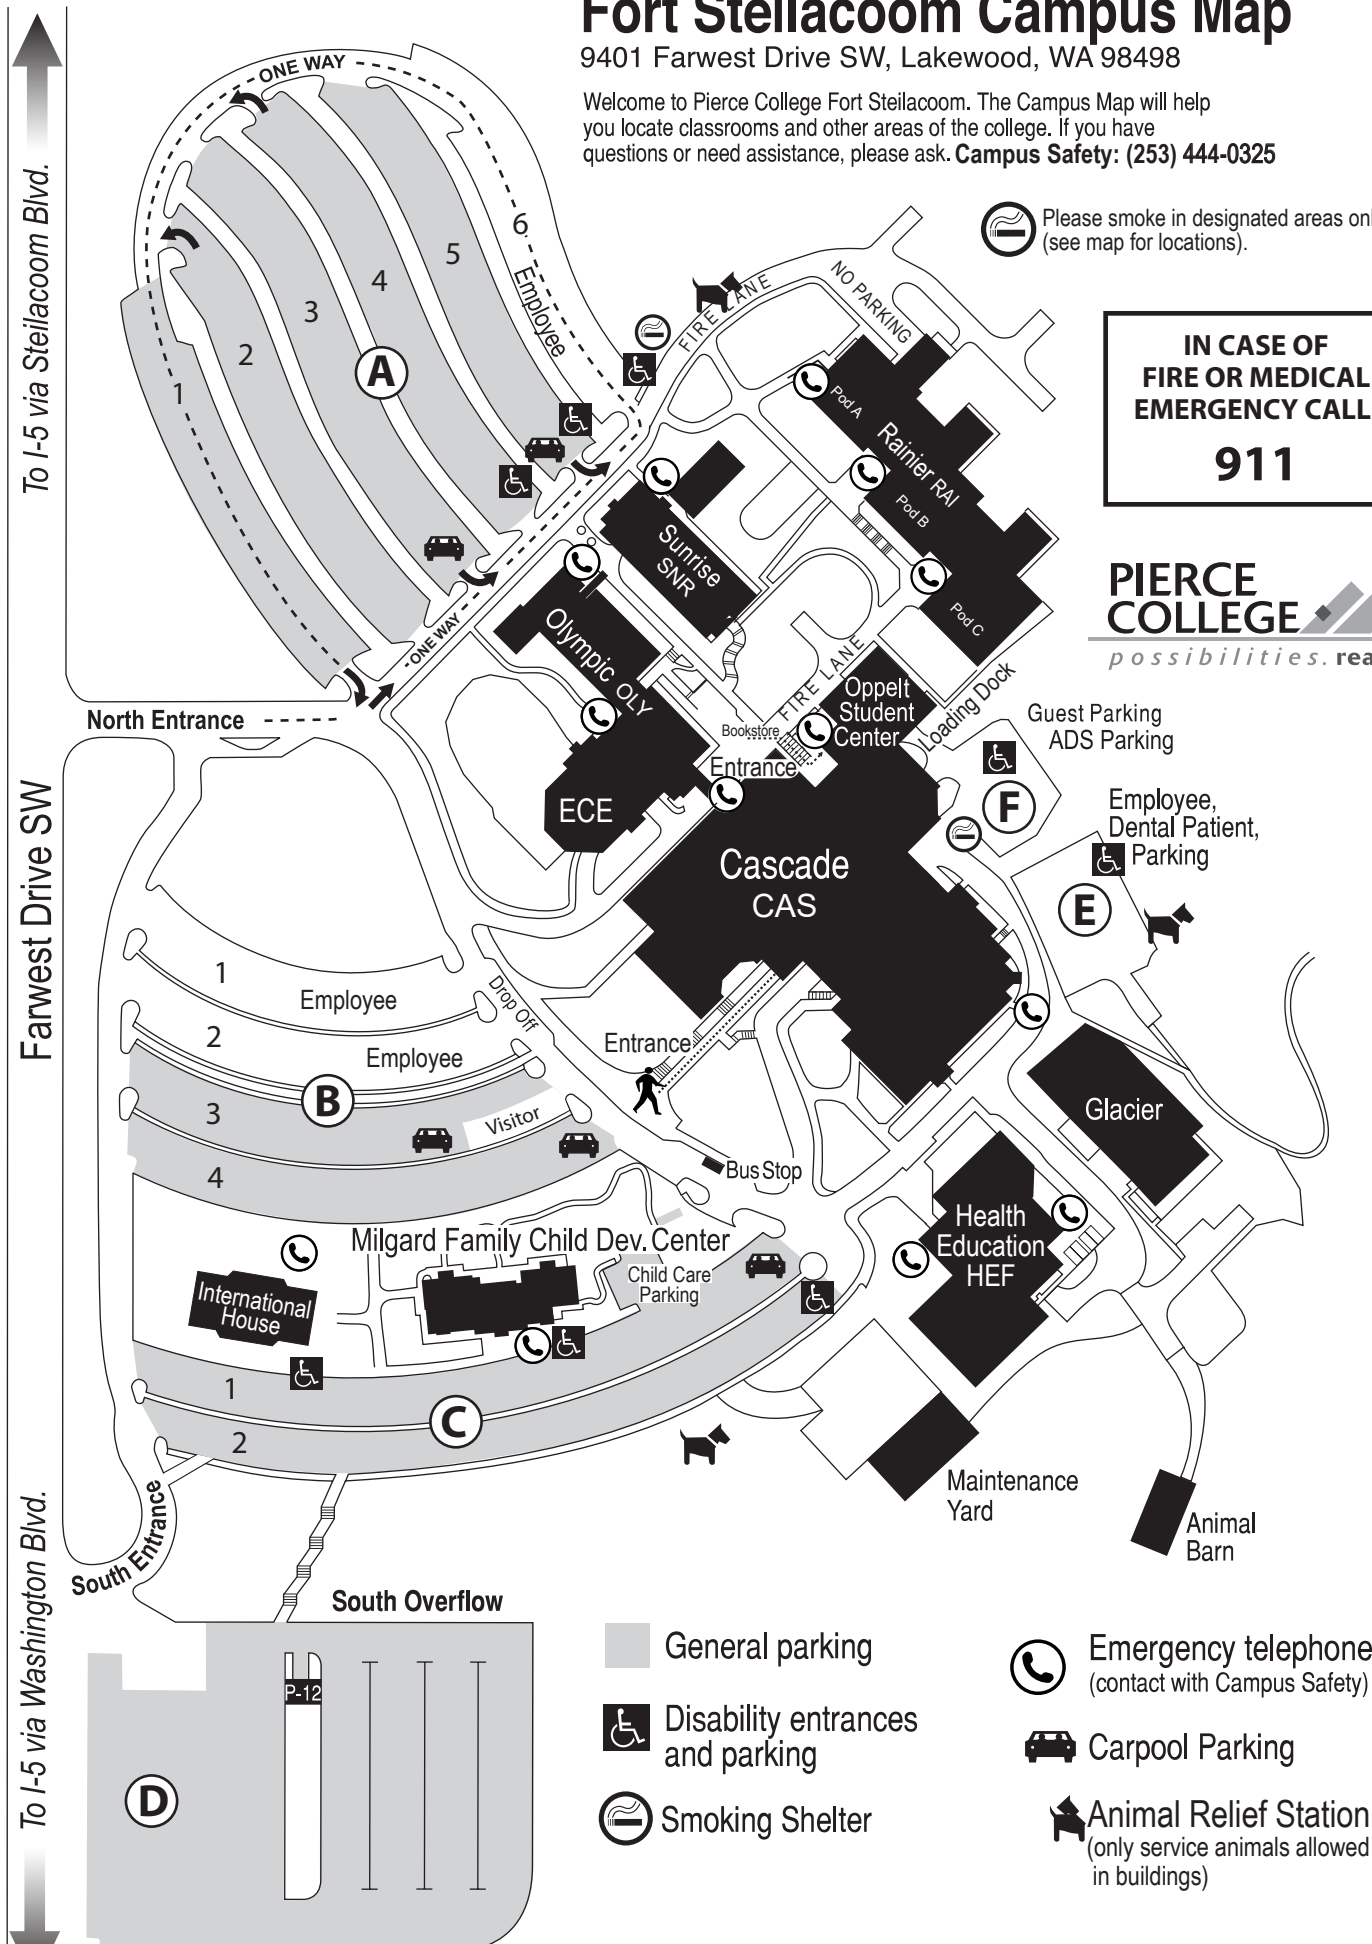 Fort Steilacoom Campus Map
9401 Farwest Drive SW, Lakewood, WA 98498
Welcome to Pierce College Fort Steilacoom. The Campus Map will help
you locate classrooms and other areas of the college. If you have
questions or need assistance, please ask. Campus Safety: (253) 444-0325
Please smoke in designated areas onl
(see map for locations).
IN CASE OF
FIRE OR MEDICAL
EMERGENCY CALL
911
PIERCE
COLLEGE
possibilities. rea
To I-5 via Steilacoom Blvd.
Farwest Drive SW
To I-5 via Washington Blvd.
ONE WAY
1
2
3
4
5
6
Employee
A
ONE WAY
North Entrance
FIRE LANE
NO PARKING
Pod A
Rainier RAI
Pod B
Pod C
Sunrise
SNR
Olympic OLY
ECE
FIRE LANE
Oppelt
Student
Center
Loading Dock
Bookstore
Entrance
Cascade
CAS
Guest Parking
ADS Parking
F
Employee,
Dental Patient,
Parking
E
1
Employee
2
Employee
B
3
Visitor
4
Drop Off
Entrance
Bus Stop
Glacier
Health
Education
HEF
Milgard Family Child Dev. Center
Child Care
Parking
International
House
1
C
2
South Entrance
Maintenance
Yard
Animal
Barn
South Overflow
P-12
D
General parking
Disability entrances
and parking
Smoking Shelter
Emergency telephone
(contact with Campus Safety)
Carpool Parking
Animal Relief Station
(only service animals allowed
in buildings)